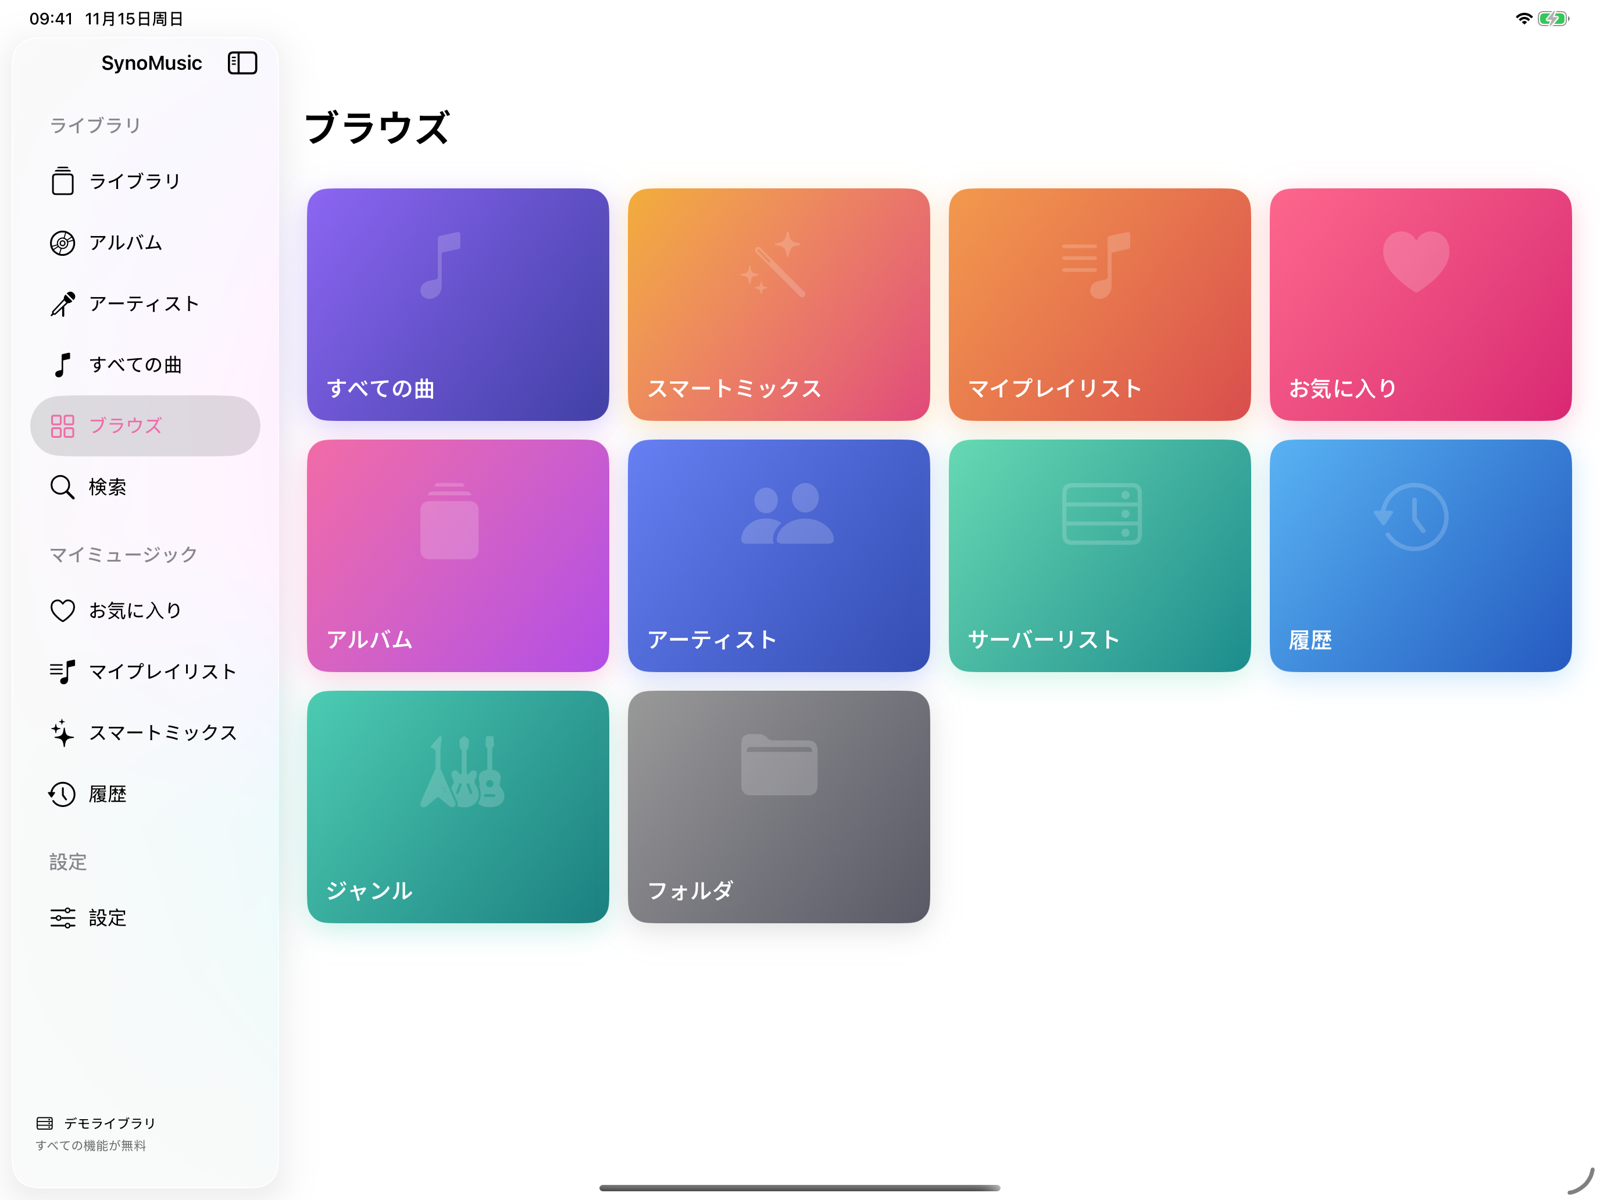 09:41 11月15日周日
SynoMusic
ライブラリ
ライブラリ
アルバム
アーティスト
すべての曲
ブラウズ
検索
マイミュージック
お気に入り
マイプレイリスト
スマートミックス
履歴
設定
設定
デモライブラリ
すべての機能が無料
ブラウズ
すべての曲
スマートミックス
マイプレイリスト
お気に入り
アルバム
アーティスト
サーバーリスト
履歴
ジャンル
フォルダ